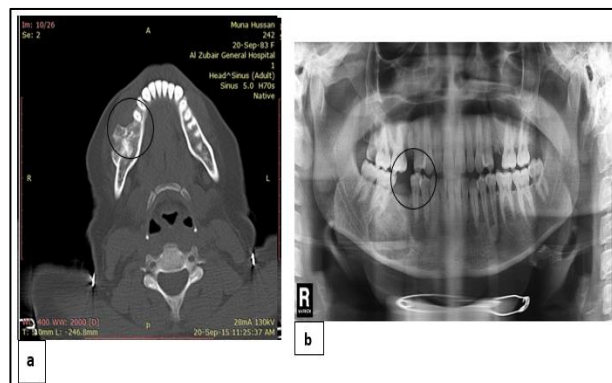 Im: 10/26
Se: 2
A
Muna Hussan
242
20-Sep-83 F
Al Zubair General Hospital
1
Head^Sinus (Adult)
Sinus 5.0 H70s
Native
R
L
p
28mA 130kV
20-Sep-15 11:25:37 AM
a
R
b